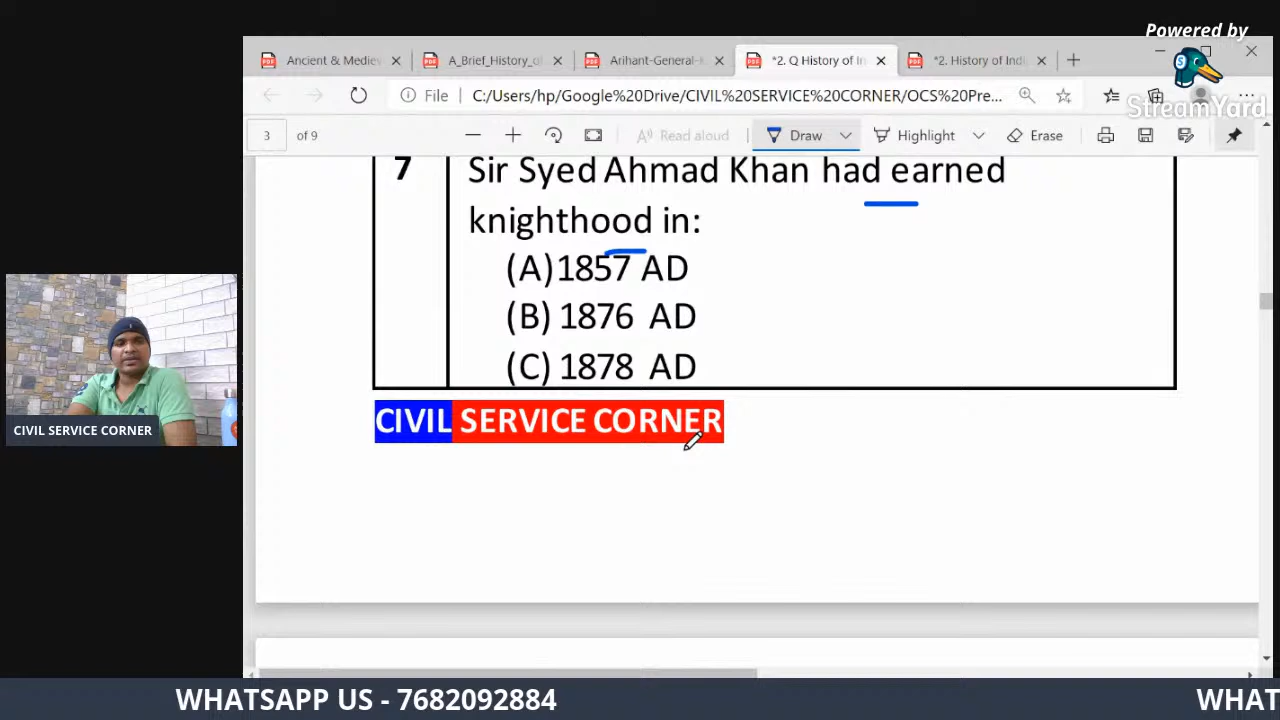 Powered by
StreamYard
Ancient & Mediev
A_Brief_History_o
Arihant-General-
*2. Q History of In
*2. History of Indi
File C:/Users/hp/Google%20Drive/CIVIL%20SERVICE%20CORNER/OCS%20Pre...
3 of 9
Read aloud Draw Highlight Erase
7 Sir Syed Ahmad Khan had earned
knighthood in:
(A) 1857 AD
(B) 1876 AD
(C) 1878 AD
CIVIL SERVICE CORNER
CIVIL SERVICE CORNER
WHATSAPP US - 7682092884 WHAT